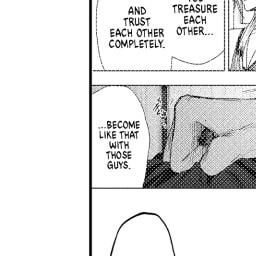 TREASURE
EACH
OTHER...
AND
TRUST
EACH OTHER
COMPLETELY.
...BECOME
LIKE THAT
WITH
THOSE
GUYS.